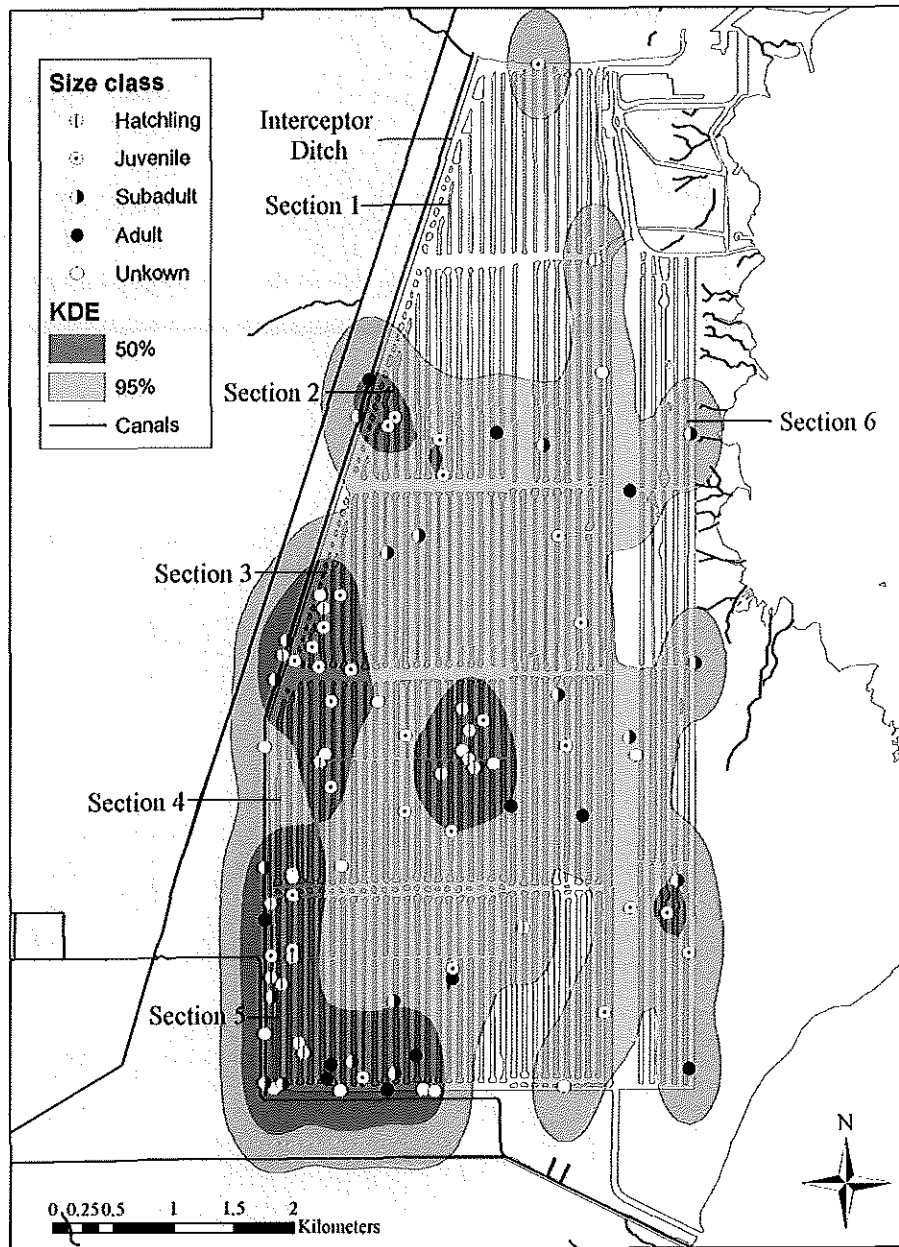 Size class
Hatchling
Juvenile
Subadult
Adult
Unkown
KDE
50%
95%
Canals
Interceptor
Ditch
Section 1
Section 2
Section 6
Section 3
Section 4
Section 5
N
0 0.25 0.5 1 1.5 2
Kilometers